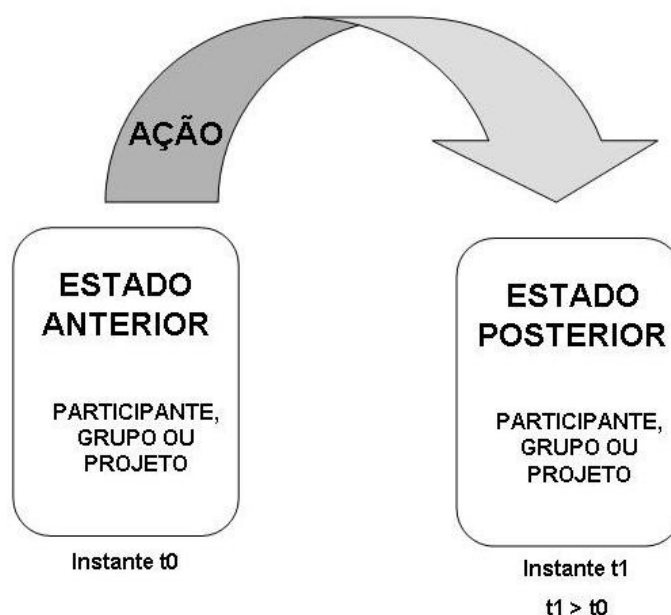 AÇÃO
ESTADO
ANTERIOR
PARTICIPANTE,
GRUPO OU
PROJETO
Instante t0
ESTADO
POSTERIOR
PARTICIPANTE,
GRUPO OU
PROJETO
Instante t1
t1 > t0